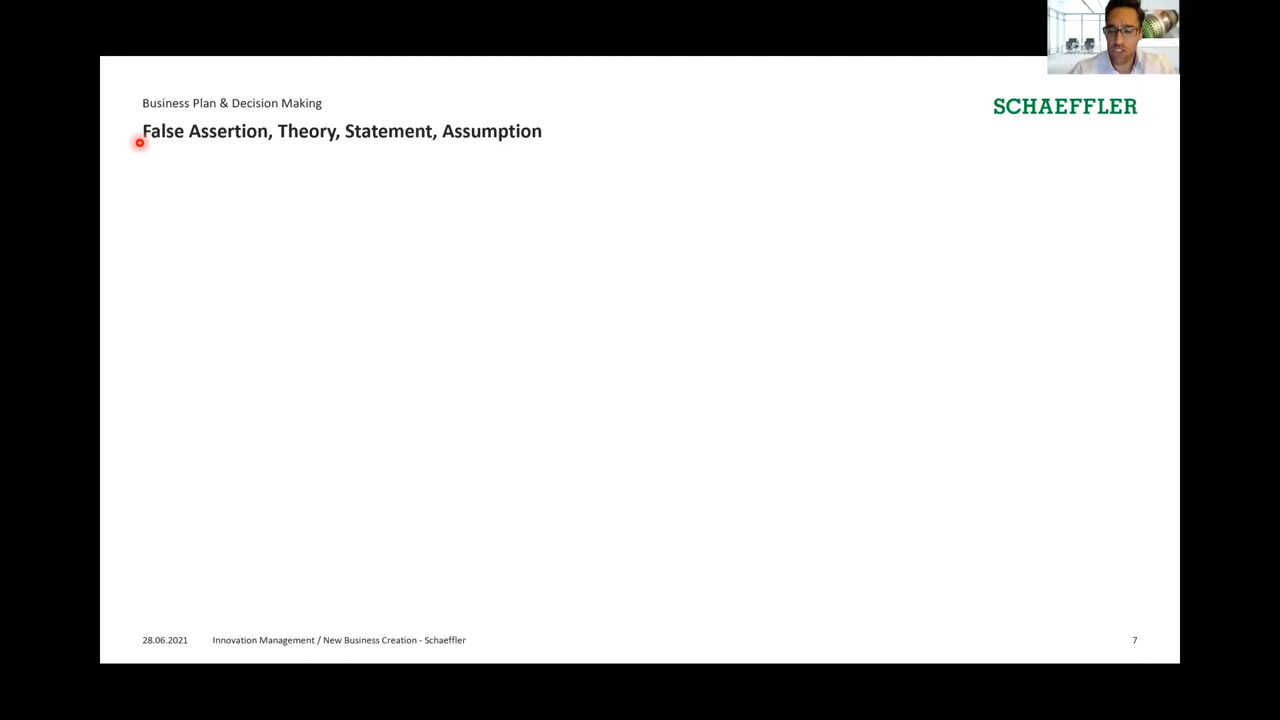 Business Plan & Decision Making
SCHAEFFLER
False Assertion, Theory, Statement, Assumption
28.06.2021 Innovation Management / New Business Creation - Schaeffler 7